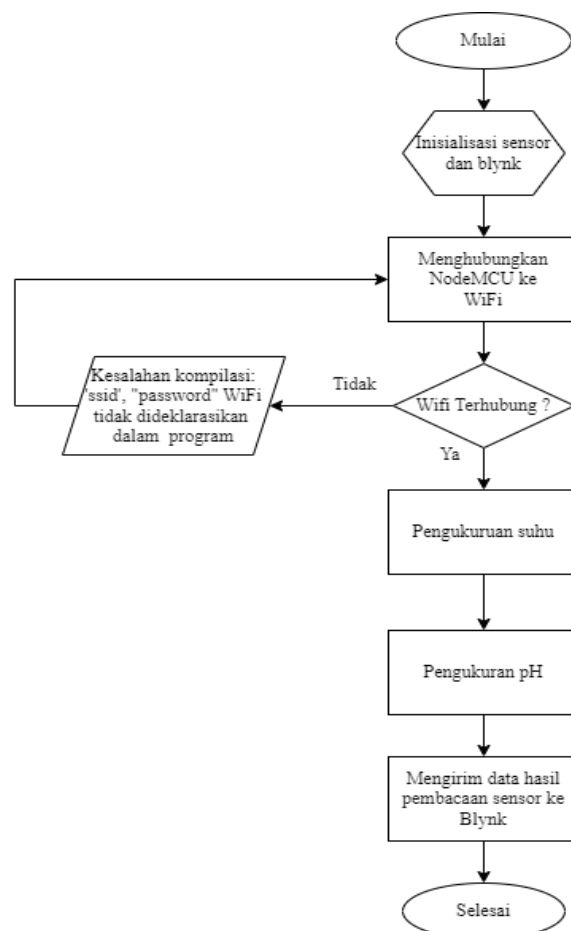 Mulai
Inisialisasi sensor
dan blynk
Menghubungkan
NodeMCU ke
WiFi
Kesalahan kompilasi:
'ssid', "password" WiFi
tidak dideklarasikan
dalam program
Tidak
Wifi Terhubung ?
Ya
Pengukuruan suhu
Pengukuran pH
Mengirim data hasil
pembacaan sensor ke
Blynk
Selesai